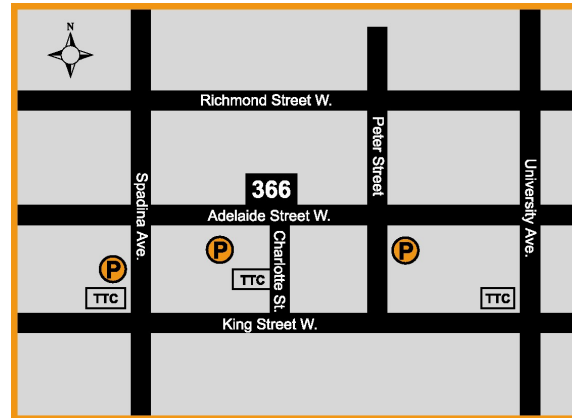 N
Richmond Street W.
Peter Street
Spadina Ave.
University Ave.
366
Adelaide Street W.
Charlotte St.
P
P
P
TTC
TTC
TTC
King Street W.